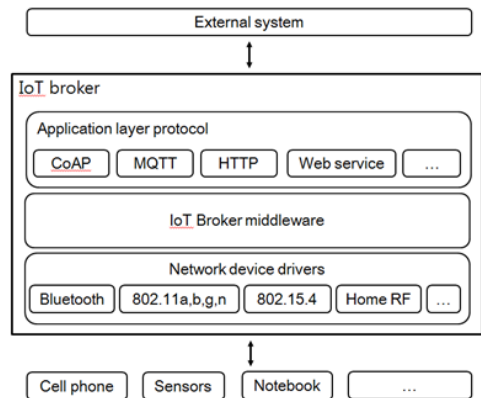 External system
IoT broker
Application layer protocol
CoAP MQTT HTTP Web service ...
IoT Broker middleware
Network device drivers
Bluetooth 802.11a,b,g,n 802.15.4 Home RF ...
Cell phone Sensors Notebook ...